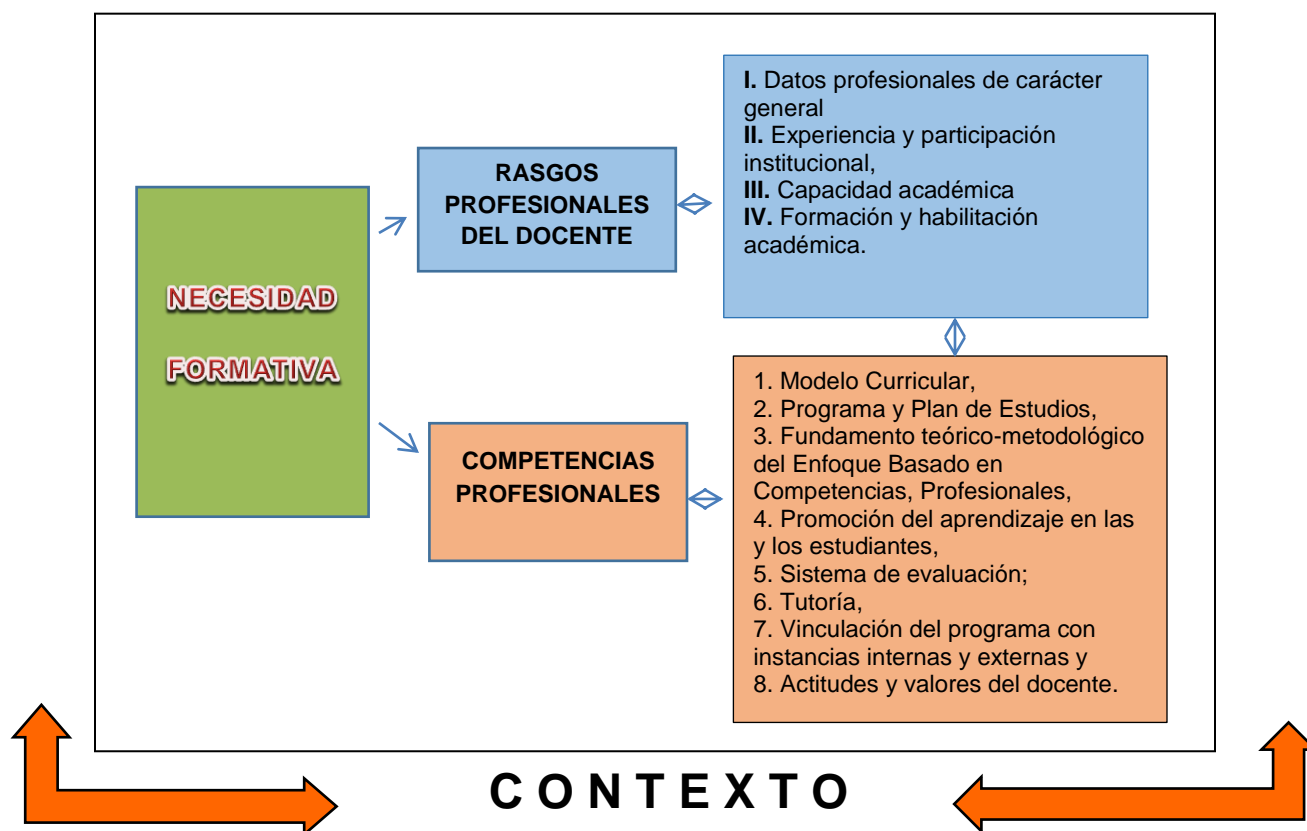 NECESIDAD
FORMATIVA
RASGOS
PROFESIONALES
DEL DOCENTE
I. Datos profesionales de carácter
general
II. Experiencia y participación
institucional,
III. Capacidad académica
IV. Formación y habilitación
académica.
COMPETENCIAS
PROFESIONALES
1. Modelo Curricular,
2. Programa y Plan de Estudios,
3. Fundamento teórico-metodológico
del Enfoque Basado en
Competencias, Profesionales,
4. Promoción del aprendizaje en las
y los estudiantes,
5. Sistema de evaluación;
6. Tutoría,
7. Vinculación del programa con
instancias internas y externas y
8. Actitudes y valores del docente.
C O N T E X T O